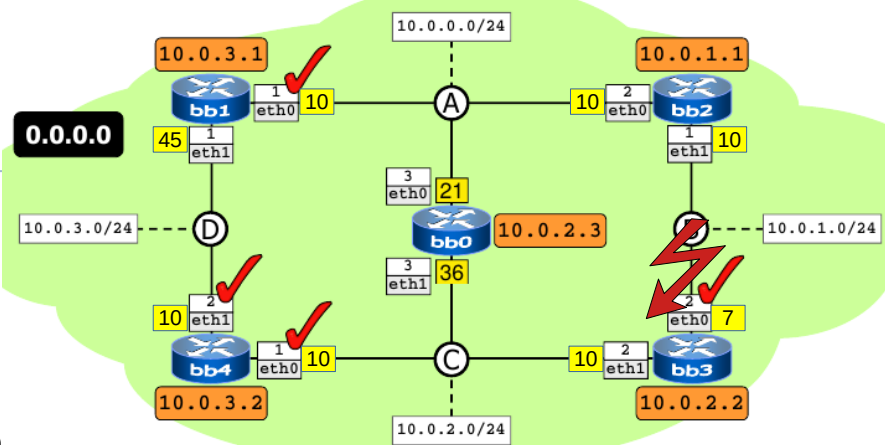 10.0.0.0/24
10.0.3.1
10.0.1.1
bb1
1
eth0
10
A
10
2
eth0
bb2
0.0.0.0
45
1
eth1
1
eth1
10
3
eth0
21
10.0.3.0/24
D
bb0
10.0.2.3
10.0.1.0/24
3
eth1
36
10
2
eth1
2
eth0
7
bb4
1
eth0
10
C
10
2
eth1
bb3
10.0.3.2
10.0.2.2
10.0.2.0/24